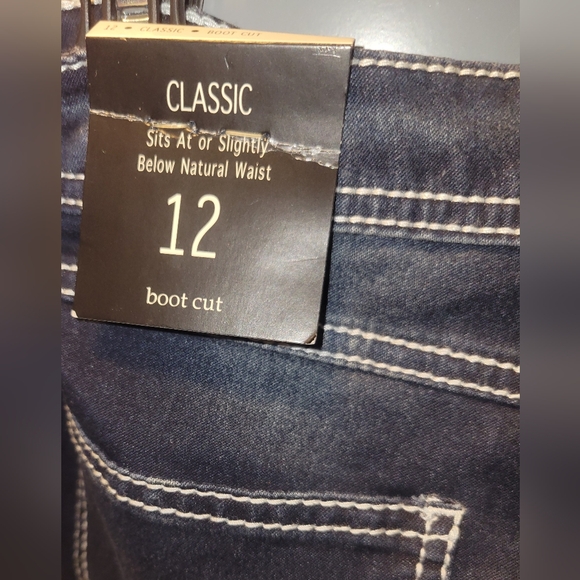 12 • CLASSIC • BOOT CUT
CLASSIC
Sits At or Slightly
Below Natural Waist
12
boot cut